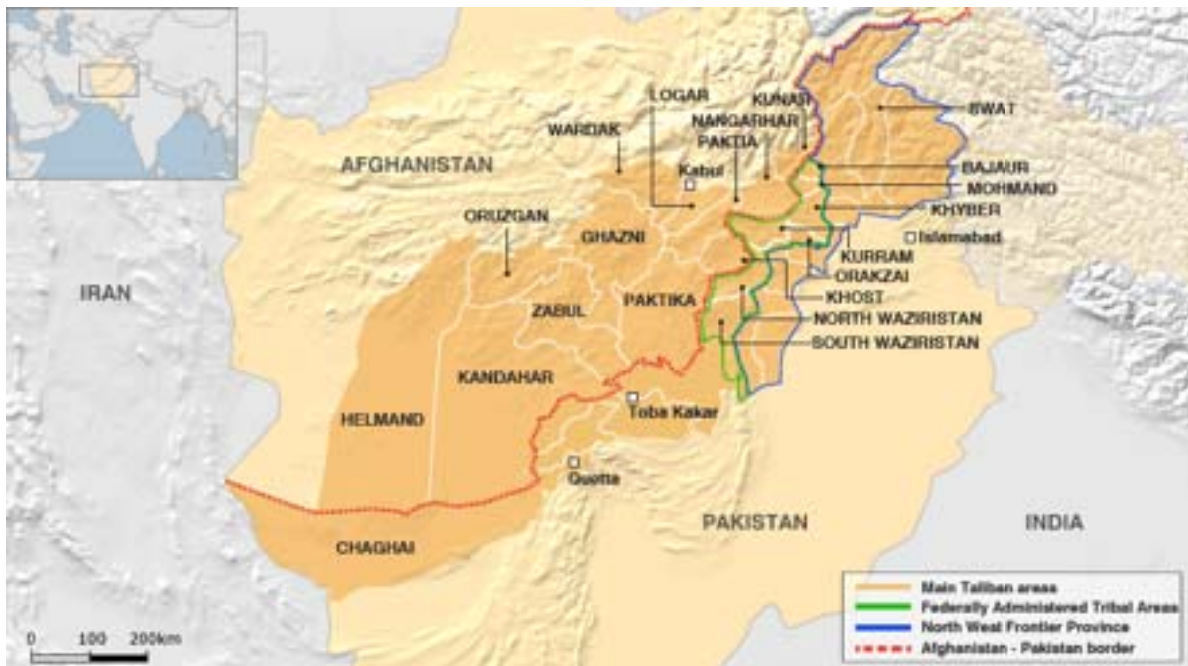 LOGAR
KUNAR
SWAT
NANGARHAR
WARDAK
PAKTIA
AFGHANISTAN
Kabul
BAJAUR
MOHMAND
KHYBER
ORUZGAN
GHAZNI
Islamabad
KURRAM
ORAKZAI
IRAN
PAKTIKA
KHOST
ZABUL
NORTH WAZIRISTAN
SOUTH WAZIRISTAN
KANDAHAR
HELMAND
Toba Kakar
Quetta
PAKISTAN
INDIA
CHAGHAI
Main Taliban areas
Federally Administered Tribal Areas
North West Frontier Province
Afghanistan - Pakistan border
0 100 200km